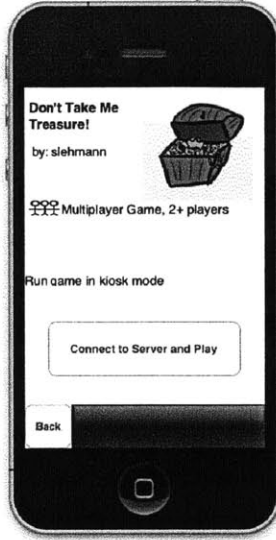 Don't Take Me
Treasure!
by: slehmann
Multiplayer Game, 2+ players
Run game in kiosk mode
Connect to Server and Play
Back